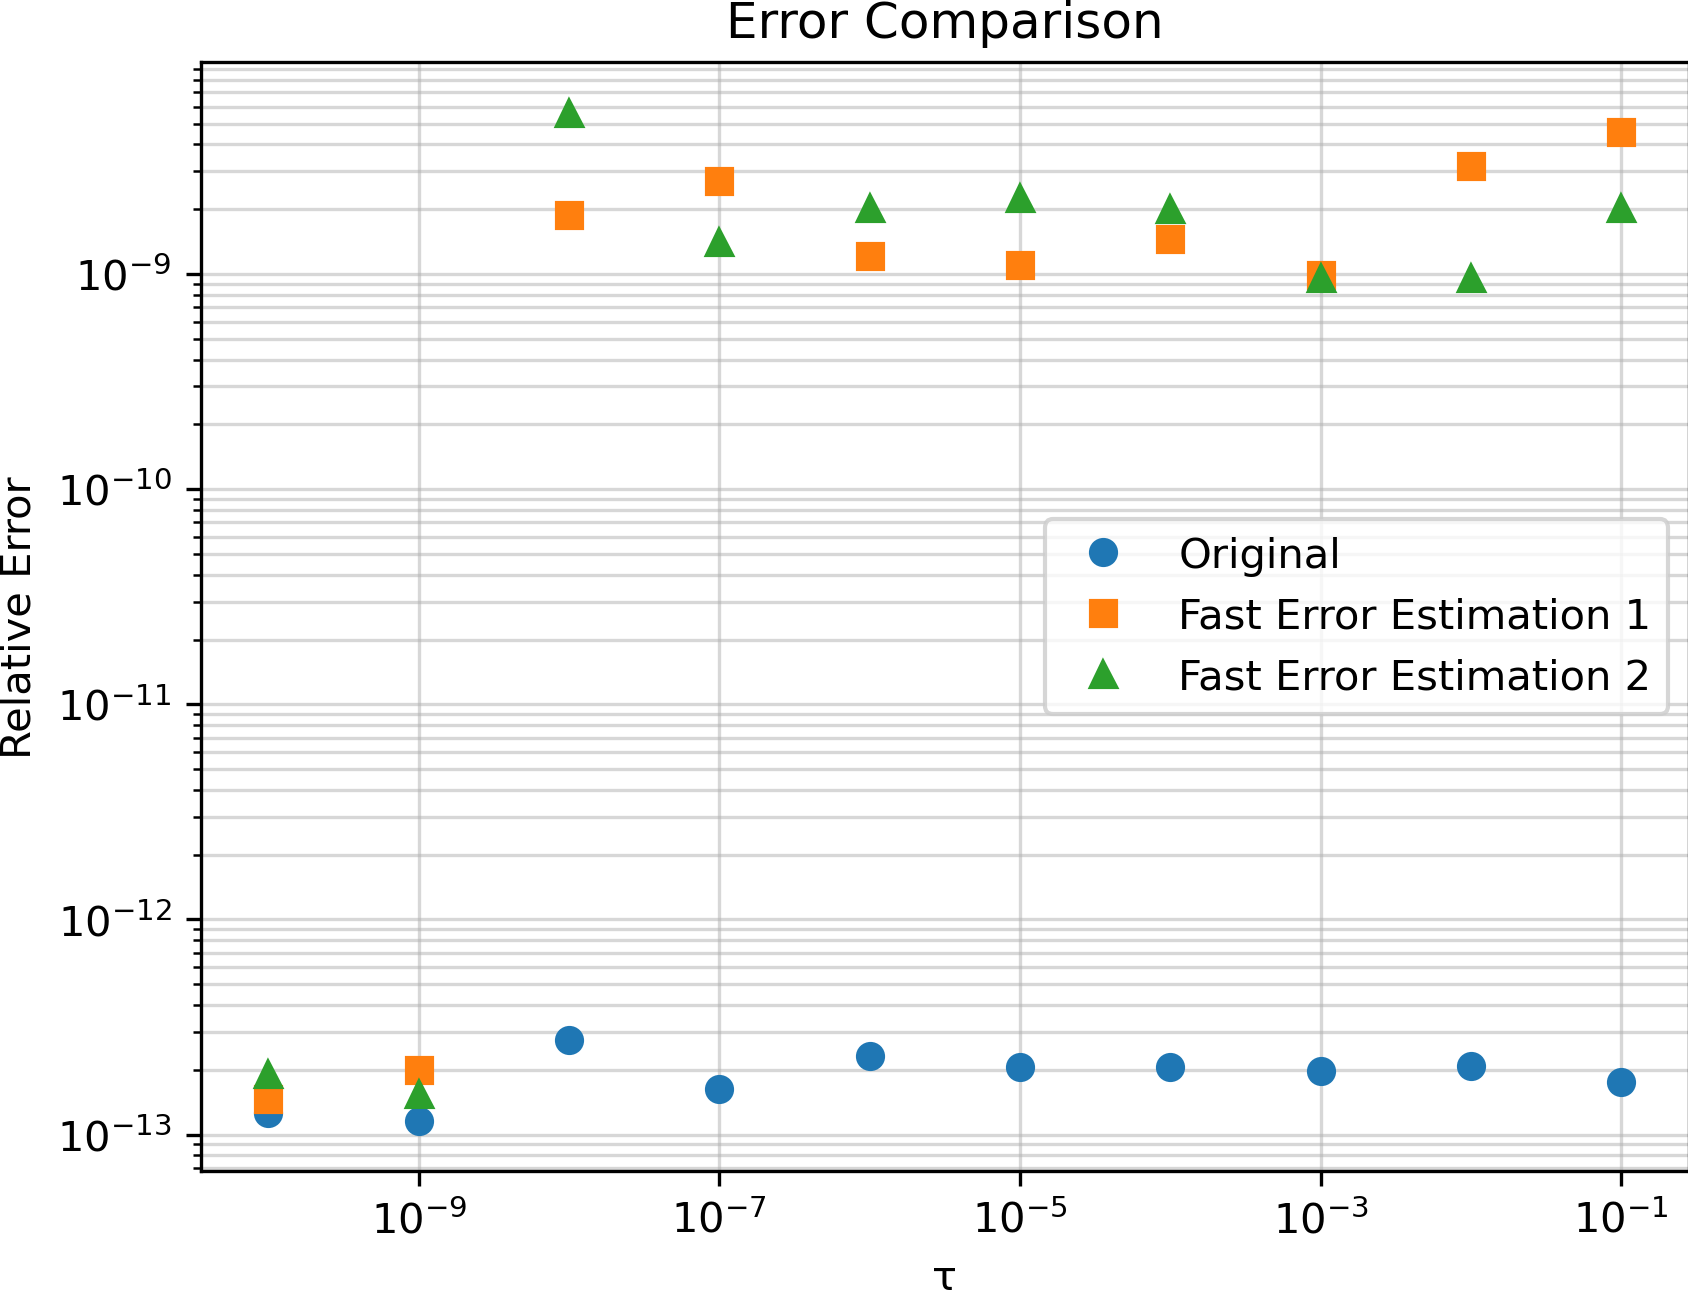 Error Comparison
Relative Error
10⁻⁹
10⁻¹⁰
10⁻¹¹
10⁻¹²
10⁻¹³
Original
Fast Error Estimation 1
Fast Error Estimation 2
10⁻⁹ 10⁻⁷ 10⁻⁵ 10⁻³ 10⁻¹
τ